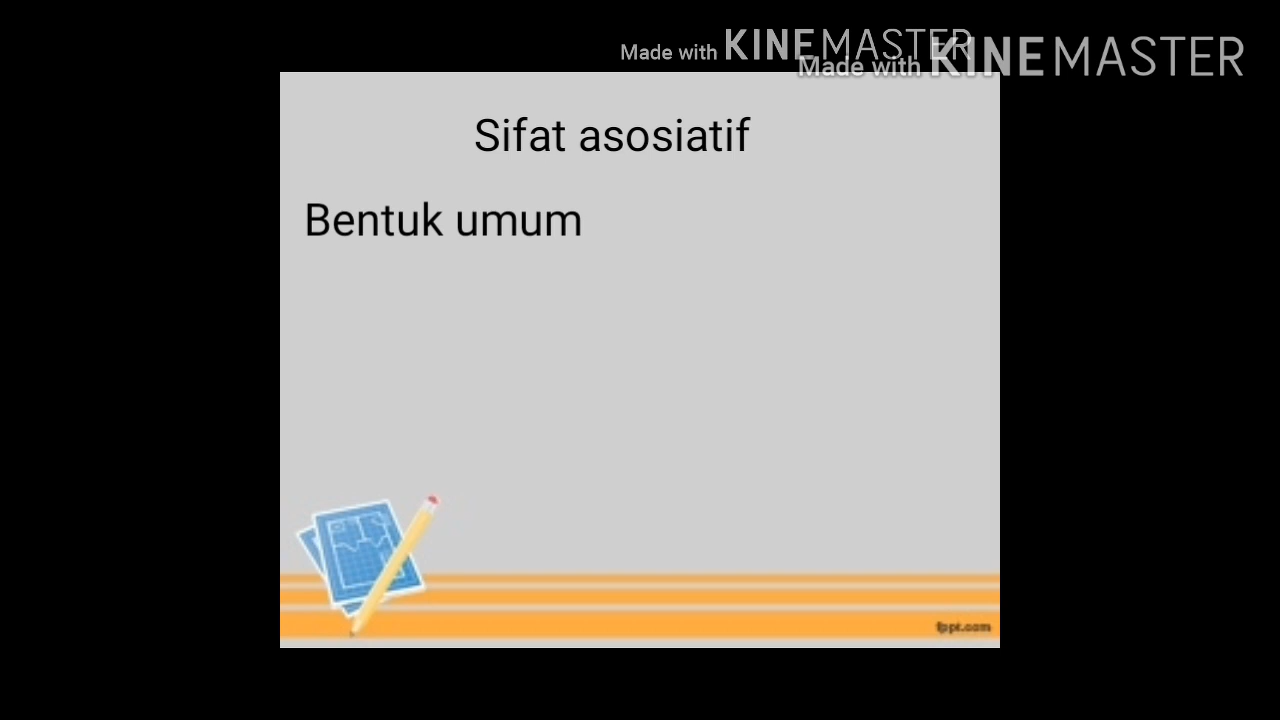 Made with KINEMASTER
Made with KINEMASTER
Sifat asosiatif
Bentuk umum
fppt.com